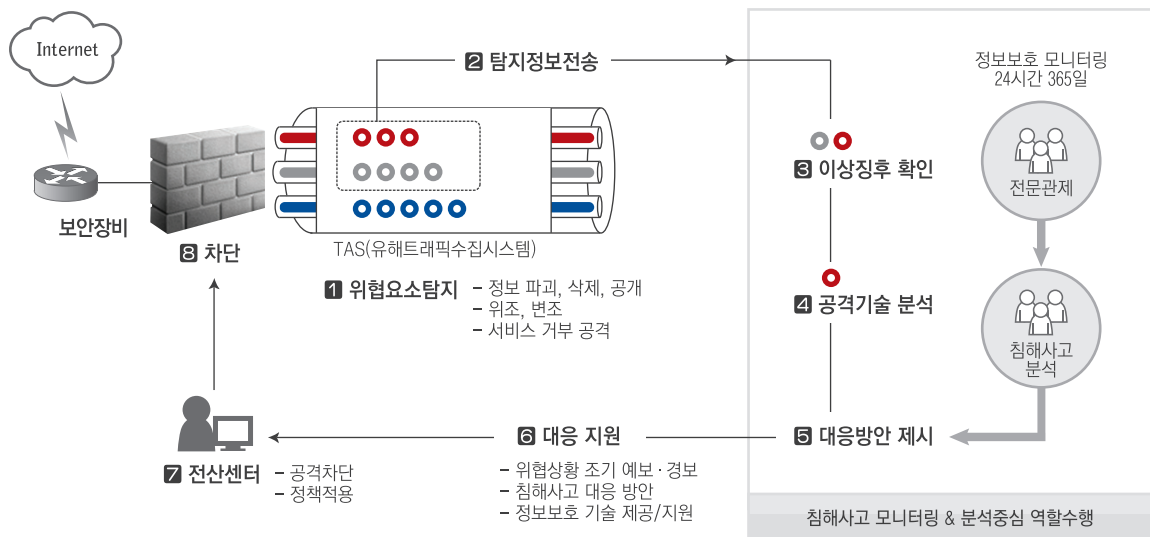 Internet
보안장비
8 차단
TAS(유해트래픽수집시스템)
1 위협요소탐지
– 정보 파괴, 삭제, 공개
– 위조, 변조
– 서비스 거부 공격
2 탐지정보전송
3 이상징후 확인
4 공격기술 분석
5 대응방안 제시
정보보호 모니터링
24시간 365일
전문관제
침해사고
분석
6 대응 지원
– 위협상황 조기 예보 · 경보
– 침해사고 대응 방안
– 정보보호 기술 제공/지원
7 전산센터
– 공격차단
– 정책적용
침해사고 모니터링 & 분석중심 역할수행